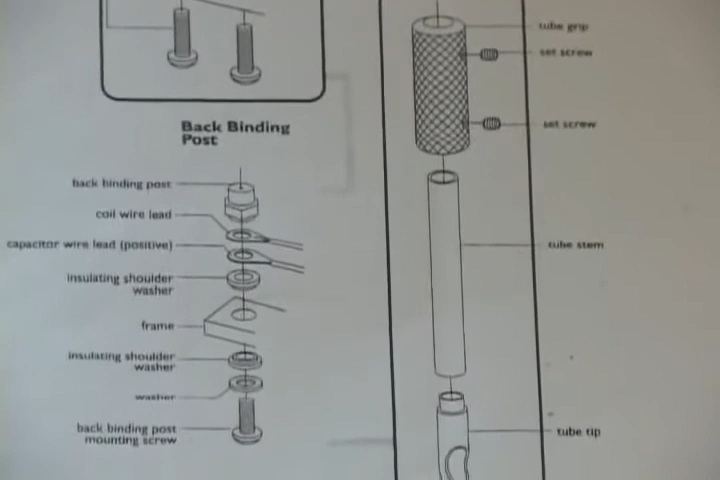 Back Binding
Post
back binding post
coil wire lead
capacitor wire lead (positive)
insulating shoulder
washer
frame
insulating shoulder
washer
washer
back binding post
mounting screw
tube grip
set screw
set screw
tube stem
tube tip